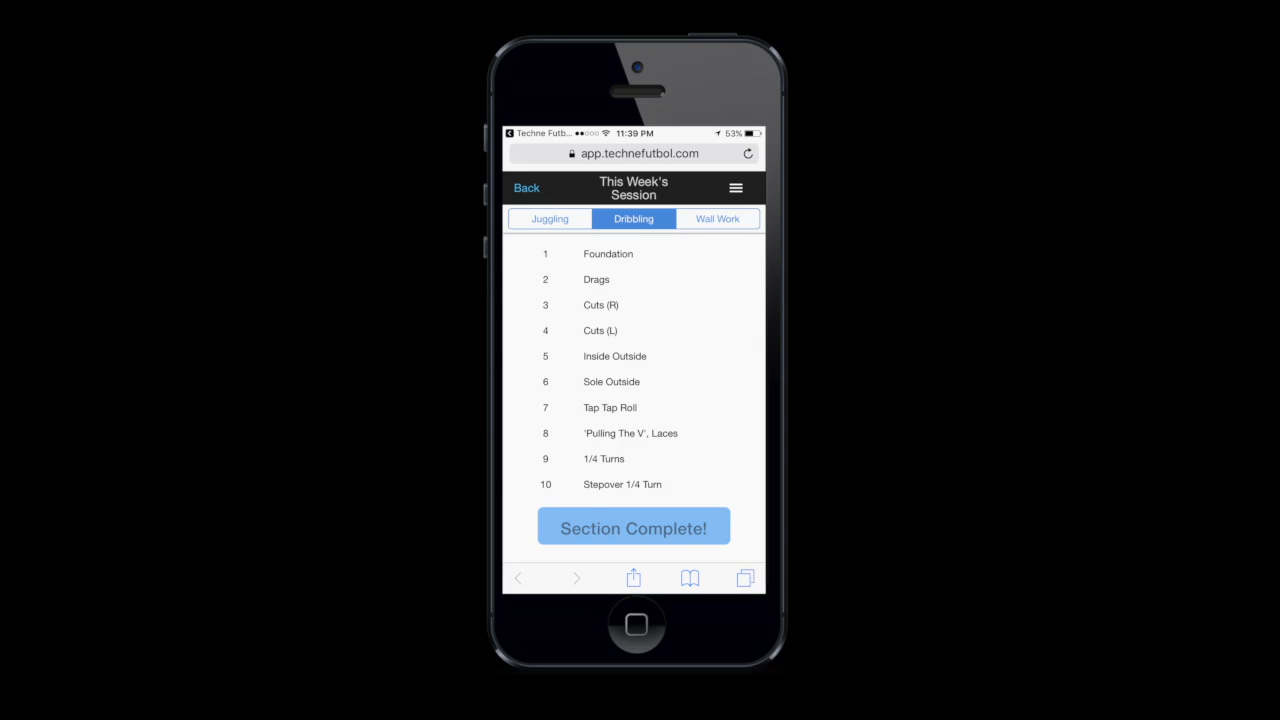 Techne Futb... 11:39 PM 53%
app.technefutbol.com
Back
This Week's
Session
Juggling Dribbling Wall Work
1 Foundation
2 Drags
3 Cuts (R)
4 Cuts (L)
5 Inside Outside
6 Sole Outside
7 Tap Tap Roll
8 'Pulling The V', Laces
9 1/4 Turns
10 Stepover 1/4 Turn
Section Complete!